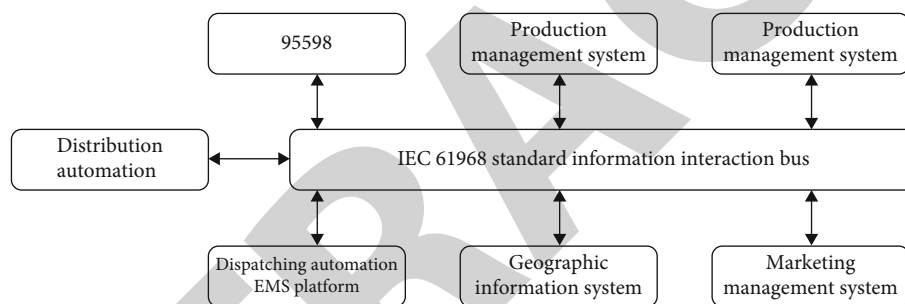 95598
Production
management system
Production
management system
Distribution
automation
IEC 61968 standard information interaction bus
Dispatching automation
EMS platform
Geographic
information system
Marketing
management system